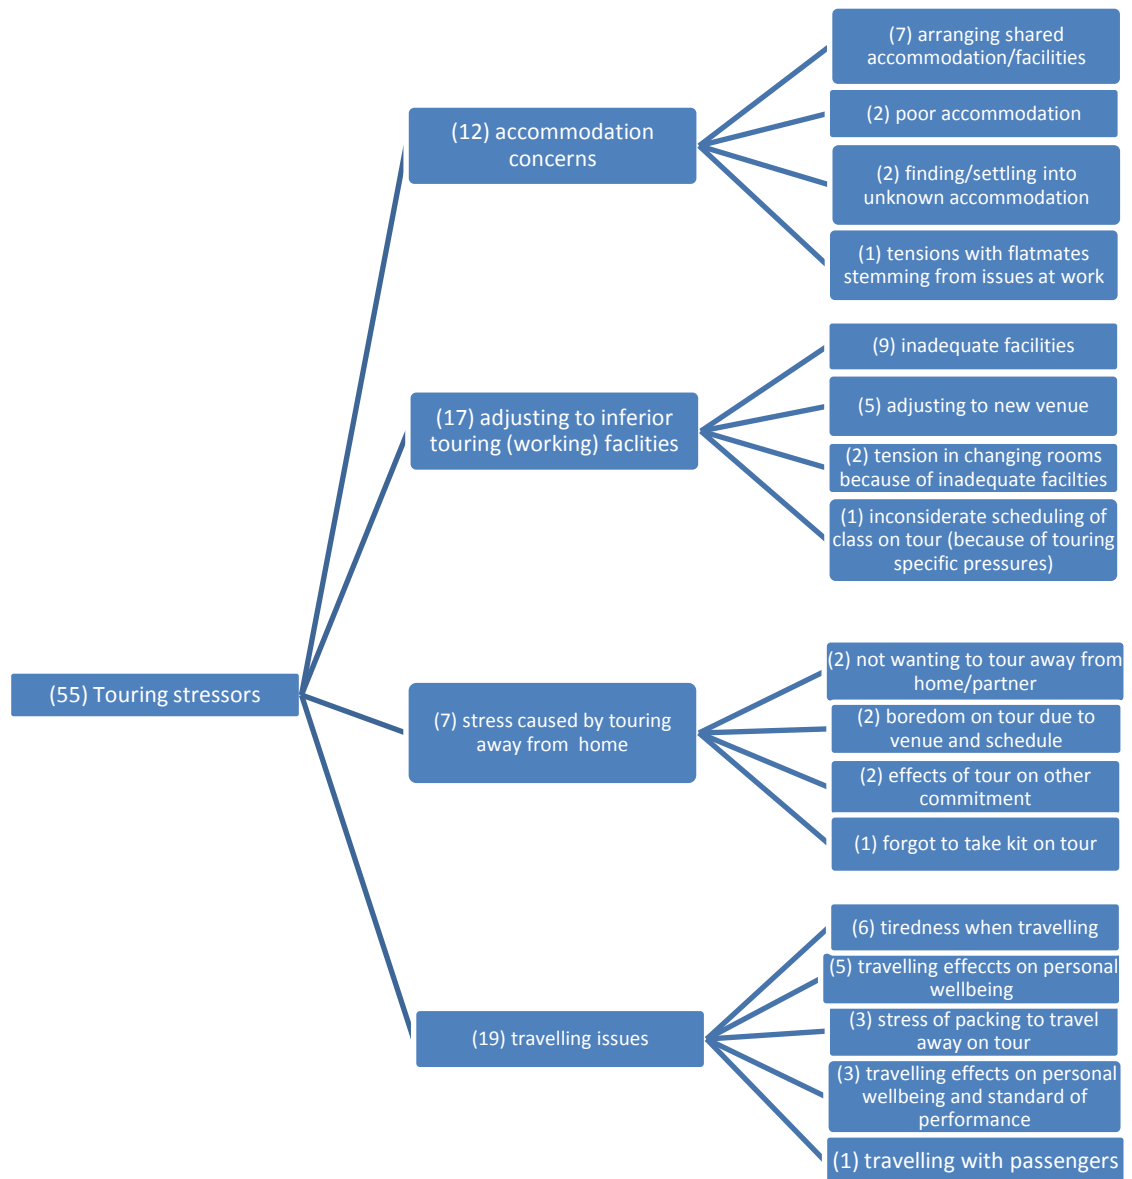 (55) Touring stressors
(12) accommodation
concerns
(7) arranging shared
accommodation/facilities
(2) poor accommodation
(2) finding/settling into
unknown accommodation
(1) tensions with flatmates
stemming from issues at work
(17) adjusting to inferior
touring (working) faclities
(9) inadequate facilities
(5) adjusting to new venue
(2) tension in changing rooms
because of inadequate facilties
(1) inconsiderate scheduling of
class on tour (because of touring
specific pressures)
(7) stress caused by touring
away from  home
(2) not wanting to tour away from
home/partner
(2) boredom on tour due to
venue and schedule
(2) effects of tour on other
commitment
(1) forgot to take kit on tour
(19) travelling issues
(6) tiredness when travelling
(5) travelling effeccts on personal
wellbeing
(3) stress of packing to travel
away on tour
(3) travelling effects on personal
wellbeing and standard of
performance
(1) travelling with passengers